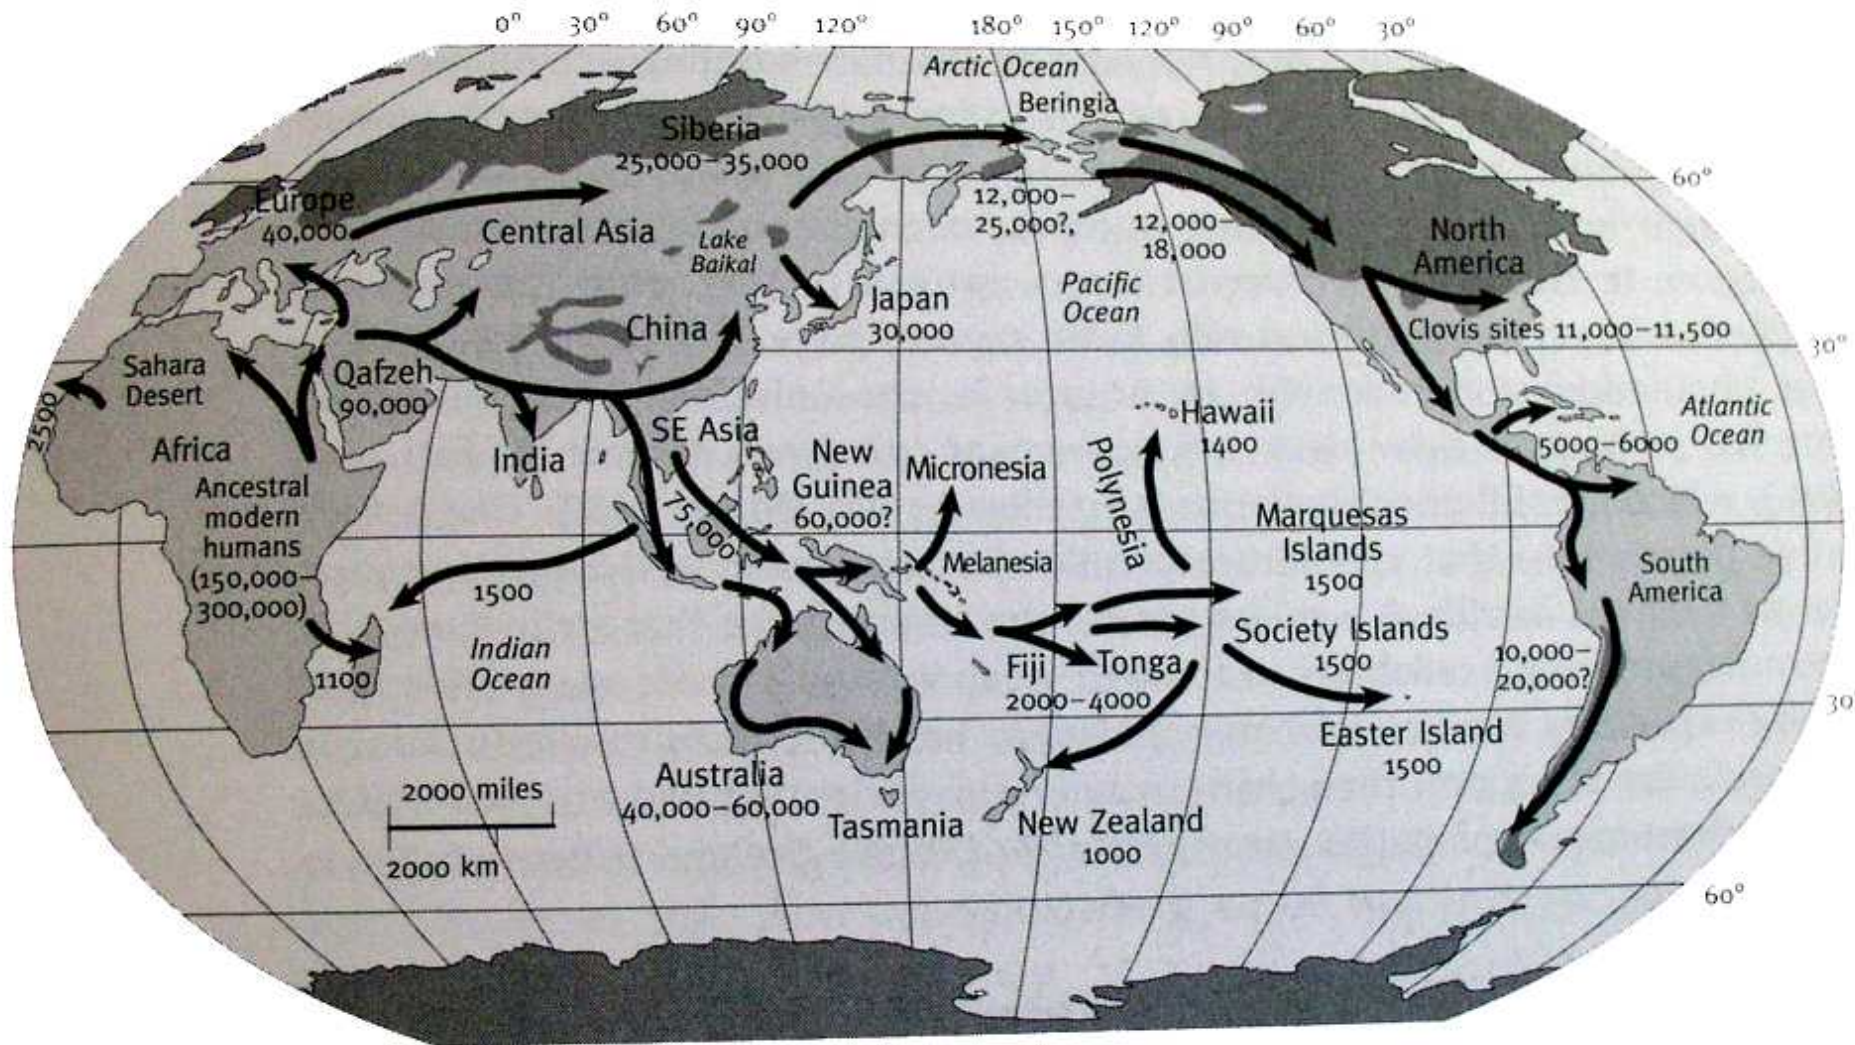 0° 30° 60° 90° 120° 180° 150° 120° 90° 60° 30°
Arctic Ocean
Beringia
Siberia
25,000–35,000
60°
Europe
40,000
12,000–
25,000?,
12,000–
18,000
Central Asia
Lake
Baikal
North
America
Pacific
Ocean
Japan
30,000
China
Clovis sites 11,000–11,500
30°
Sahara
Desert
Qafzeh
90,000
2500
Hawaii
1400
Atlantic
Ocean
SE Asia
5000–6000
Africa
India
New
Guinea
60,000?
Micronesia
Polynesia
Ancestral
modern
humans
(150,000–
300,000)
75,000
Marquesas
Islands
1500
Melanesia
South
America
1500
Society Islands
1500
Indian
Ocean
1100
Fiji
Tonga
2000–4000
10,000–
20,000?
30
Easter Island
1500
Australia
40,000–60,000
2000 miles
2000 km
Tasmania
New Zealand
1000
60°